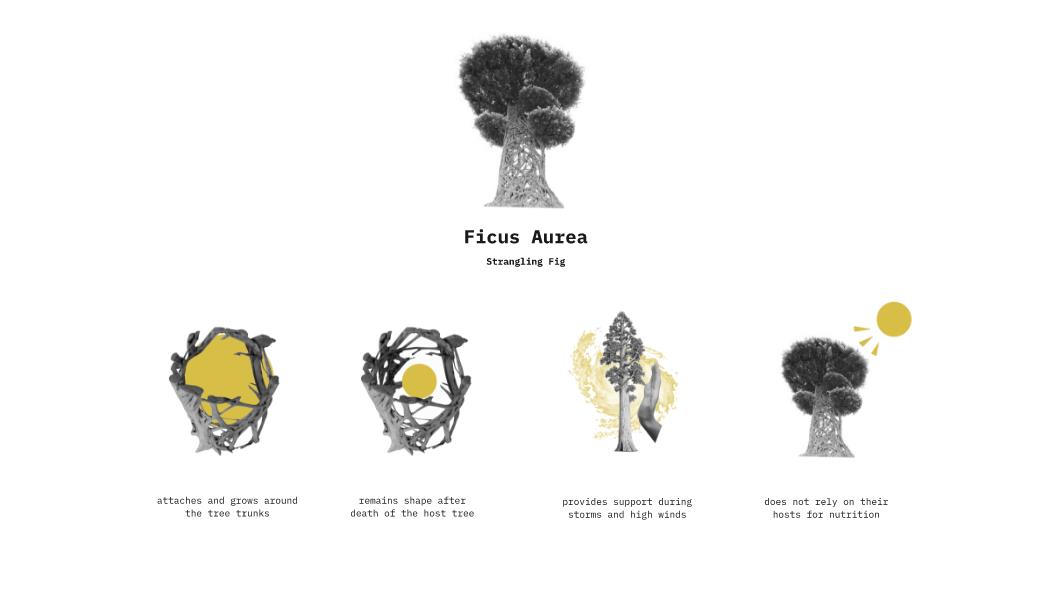 Ficus Aurea
Strangling Fig
attaches and grows around
the tree trunks
remains shape after
death of the host tree
provides support during
storms and high winds
does not rely on their
hosts for nutrition